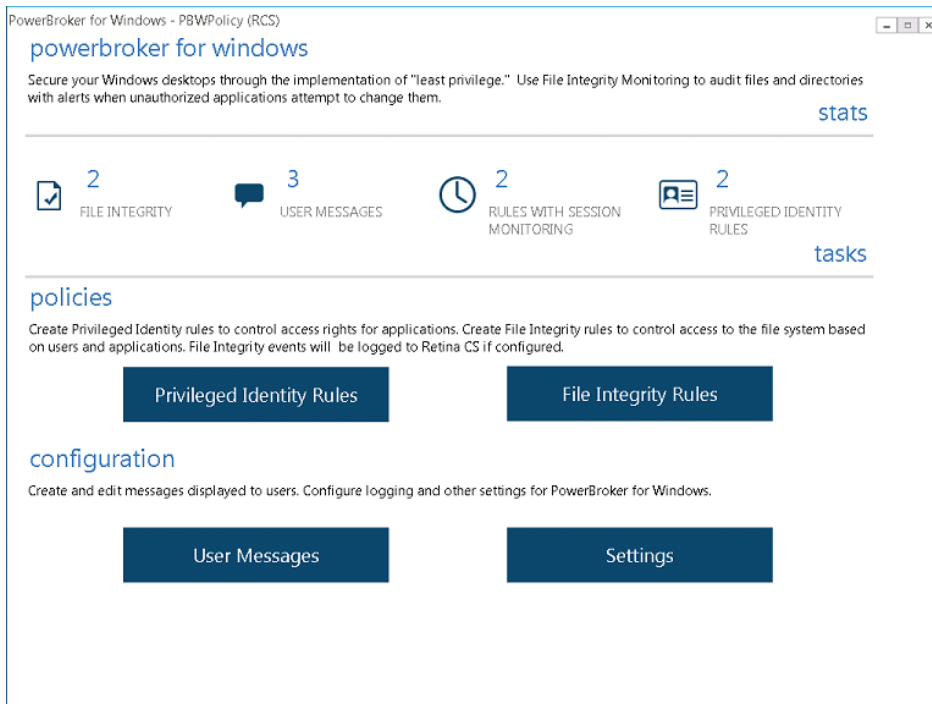 PowerBroker for Windows - PBWPolicy (RCS)
powerbroker for windows
Secure your Windows desktops through the implementation of "least privilege." Use File Integrity Monitoring to audit files and directories
with alerts when unauthorized applications attempt to change them.
stats
2
FILE INTEGRITY
3
USER MESSAGES
2
RULES WITH SESSION
MONITORING
2
PRIVILEGED IDENTITY
RULES
tasks
policies
Create Privileged Identity rules to control access rights for applications. Create File Integrity rules to control access to the file system based
on users and applications. File Integrity events will be logged to Retina CS if configured.
Privileged Identity Rules
File Integrity Rules
configuration
Create and edit messages displayed to users. Configure logging and other settings for PowerBroker for Windows.
User Messages
Settings